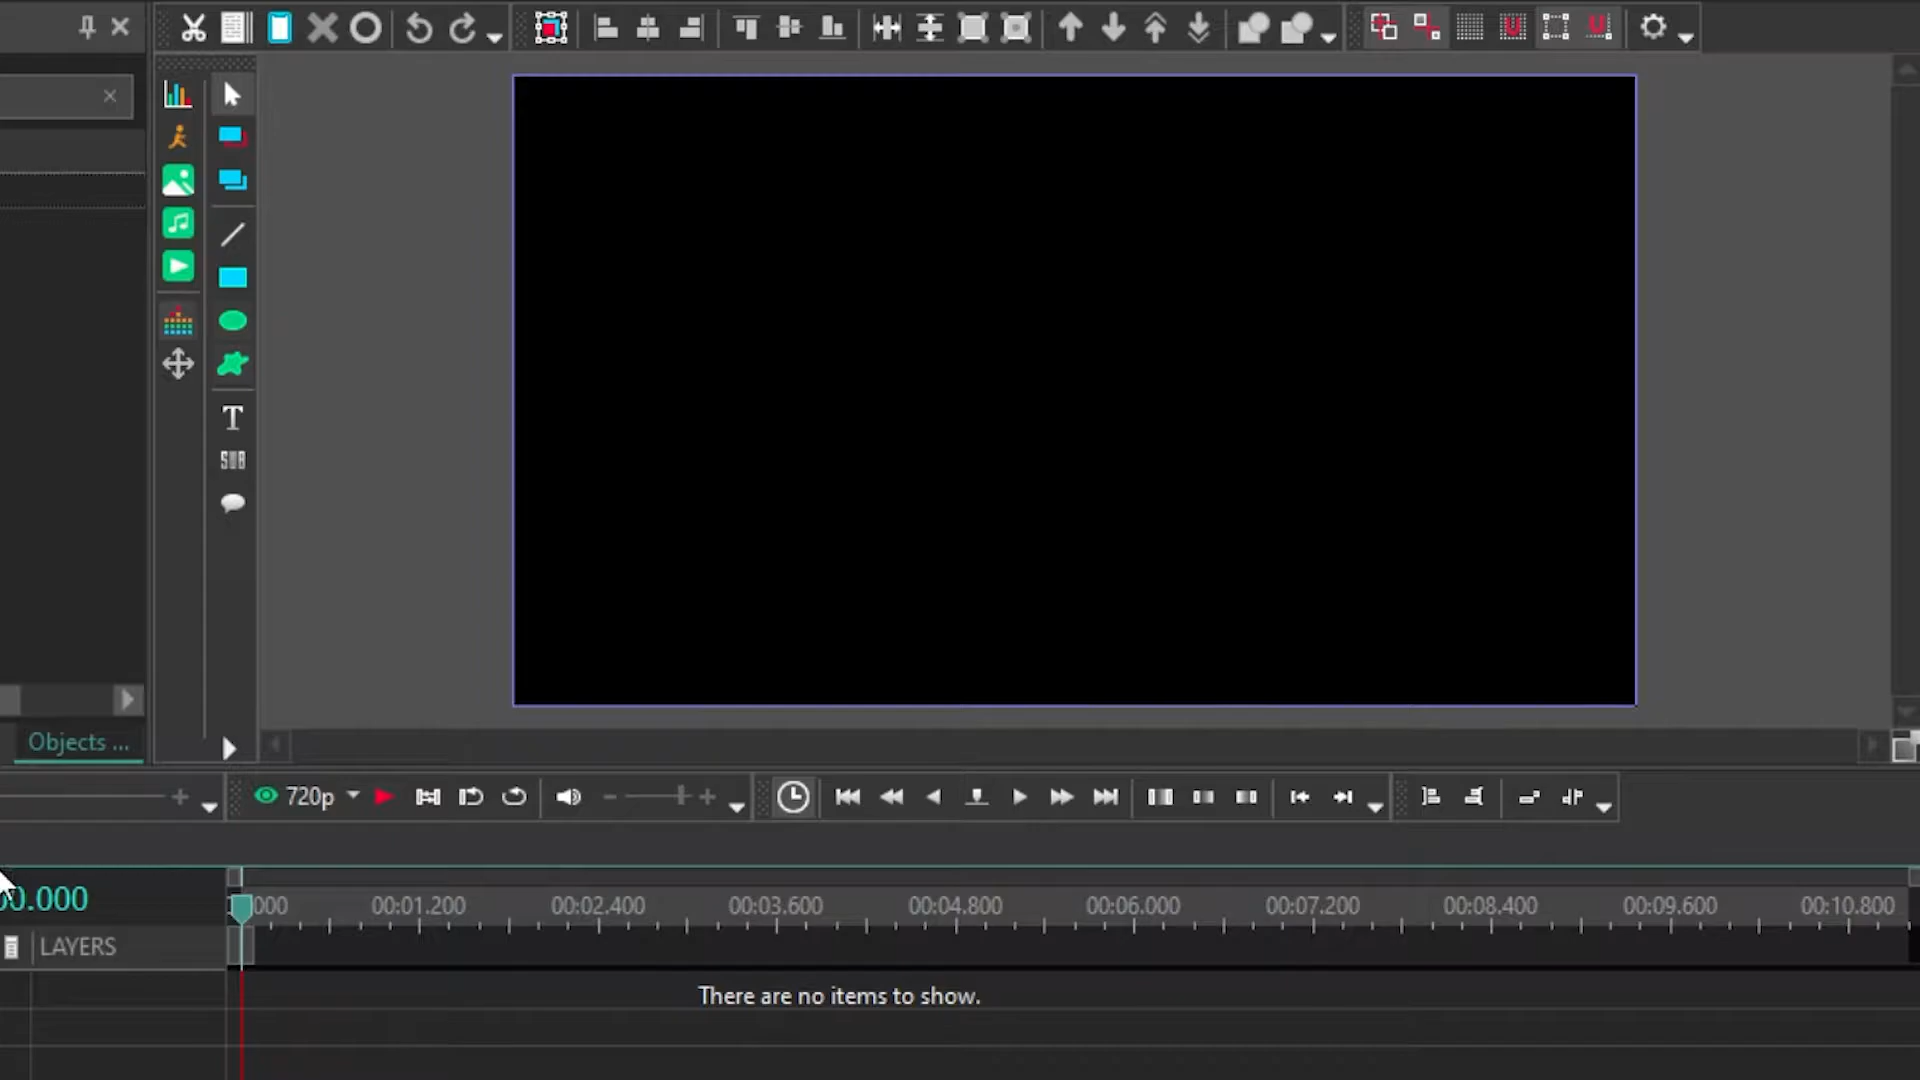 T
SUB
Objects ...
720p
00.000
000
00:01.200
00:02.400
00:03.600
00:04.800
00:06.000
00:07.200
00:08.400
00:09.600
00:10.800
LAYERS
There are no items to show.